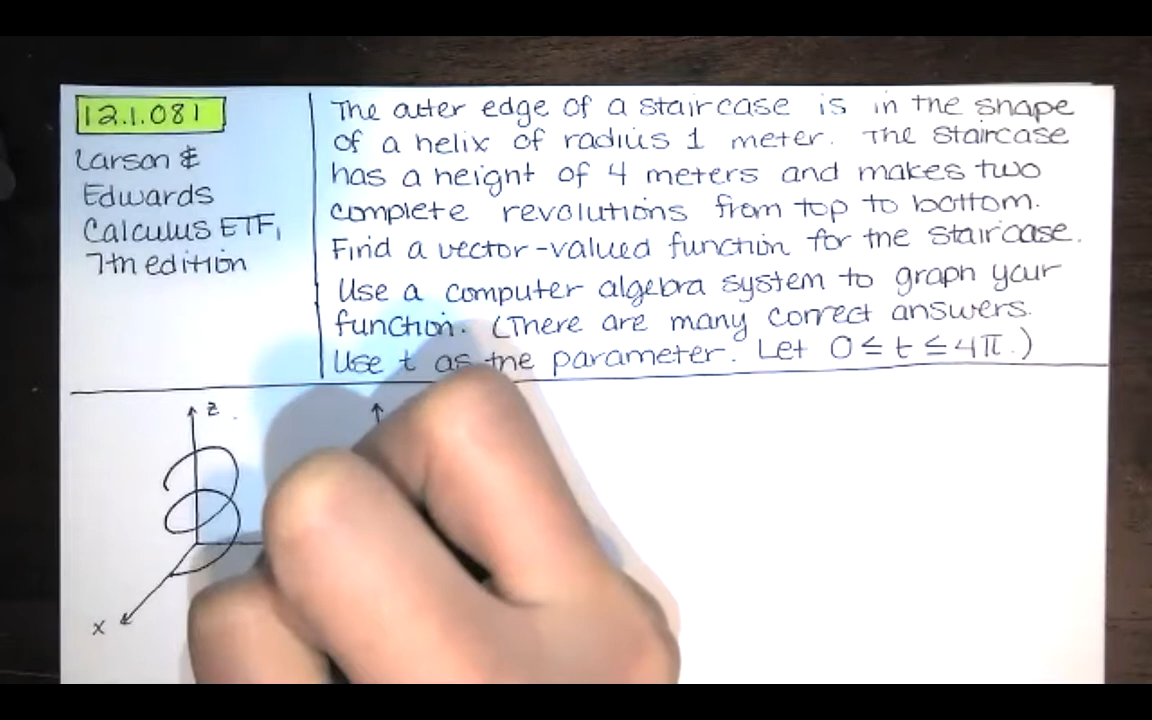 12.1.081
Larson &
Edwards
Calculus ETF,
7th edition
The outer edge of a staircase is in the shape
of a helix of radius 1 meter. The staircase
has a height of 4 meters and makes two
complete revolutions from top to bottom.
Find a vector-valued function for the staircase.
Use a computer algebra system to graph your
function. (There are many correct answers.
Use t as the parameter. Let 0 ≤ t ≤ 4π.)
z
x